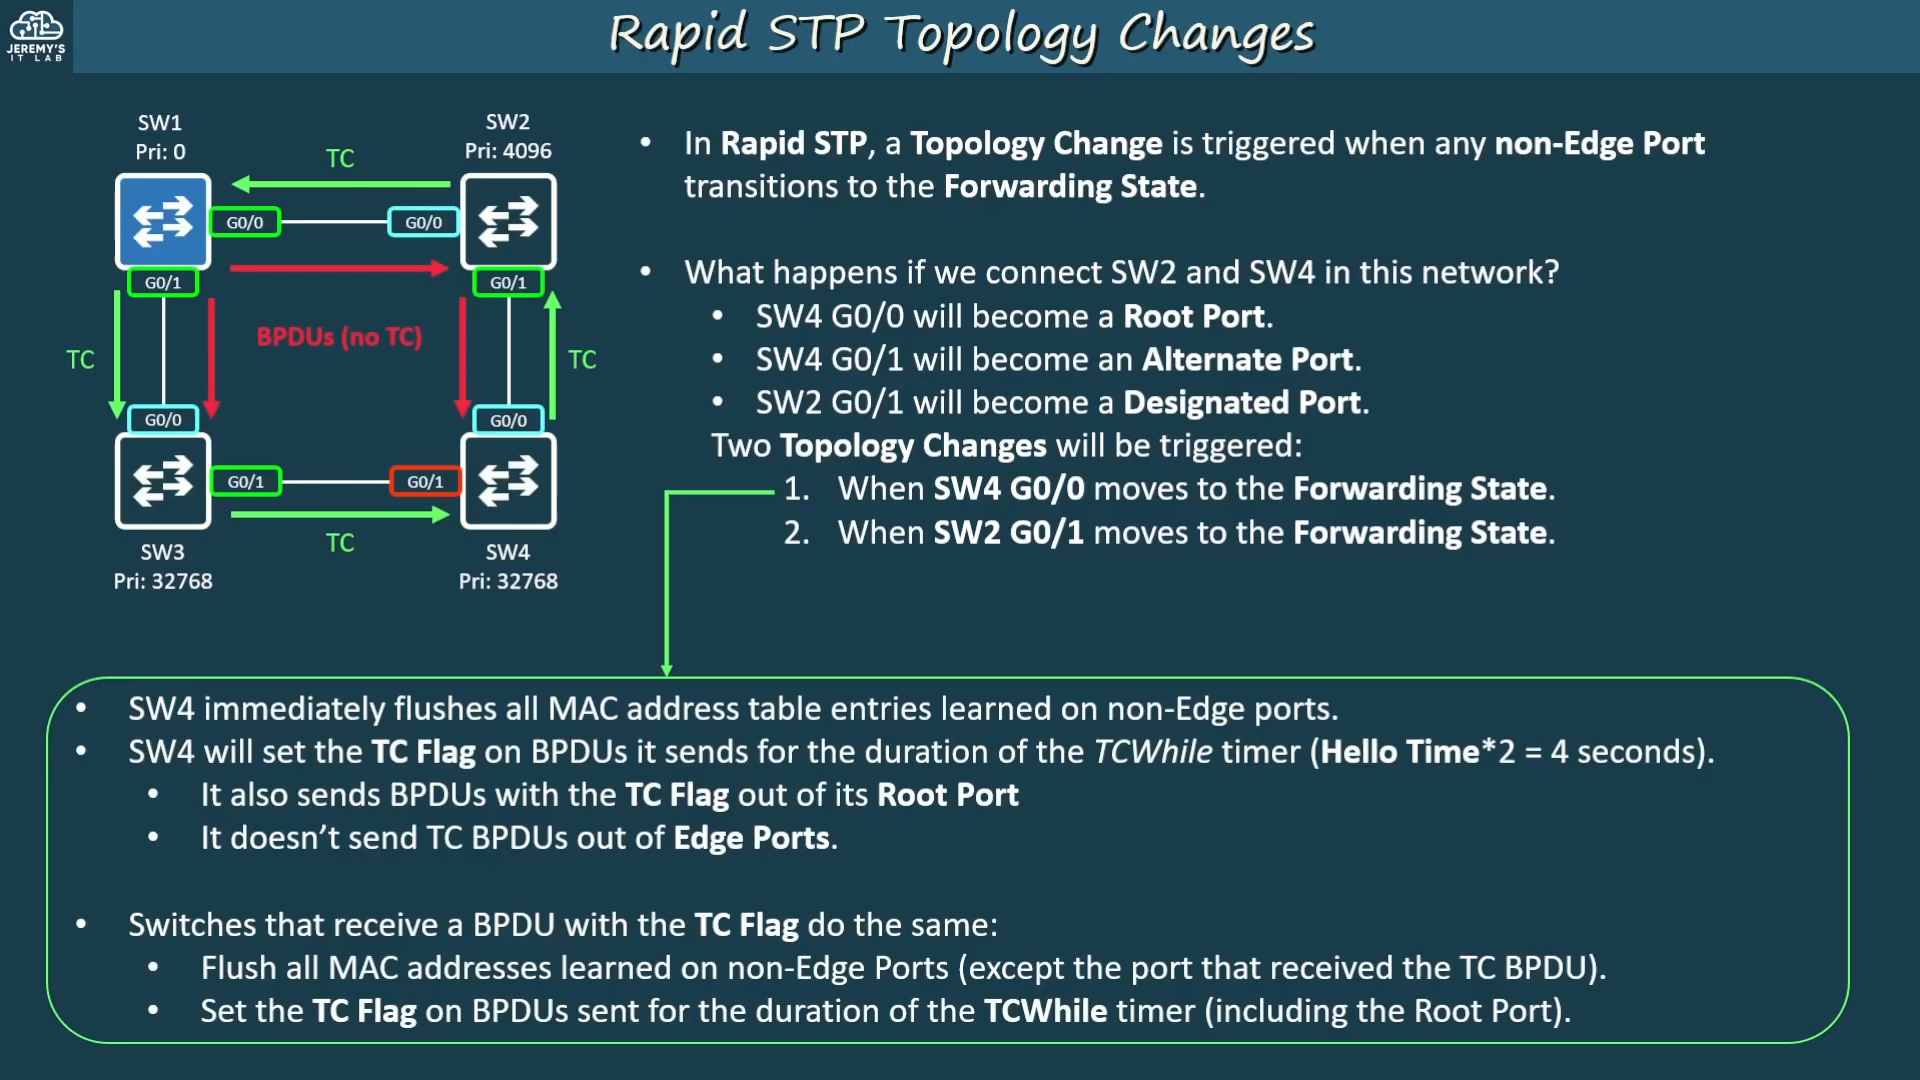 JEREMY'S
IT LAB
Rapid STP Topology Changes
SW1
Pri: 0
SW2
Pri: 4096
TC
G0/0
G0/0
G0/1
G0/1
BPDUs (no TC)
TC
TC
G0/0
G0/0
G0/1
G0/1
TC
SW3
Pri: 32768
SW4
Pri: 32768
• In Rapid STP, a Topology Change is triggered when any non-Edge Port
transitions to the Forwarding State.
• What happens if we connect SW2 and SW4 in this network?
• SW4 G0/0 will become a Root Port.
• SW4 G0/1 will become an Alternate Port.
• SW2 G0/1 will become a Designated Port.
Two Topology Changes will be triggered:
1. When SW4 G0/0 moves to the Forwarding State.
2. When SW2 G0/1 moves to the Forwarding State.
• SW4 immediately flushes all MAC address table entries learned on non-Edge ports.
• SW4 will set the TC Flag on BPDUs it sends for the duration of the TCWhile timer (Hello Time*2 = 4 seconds).
• It also sends BPDUs with the TC Flag out of its Root Port
• It doesn't send TC BPDUs out of Edge Ports.
• Switches that receive a BPDU with the TC Flag do the same:
• Flush all MAC addresses learned on non-Edge Ports (except the port that received the TC BPDU).
• Set the TC Flag on BPDUs sent for the duration of the TCWhile timer (including the Root Port).